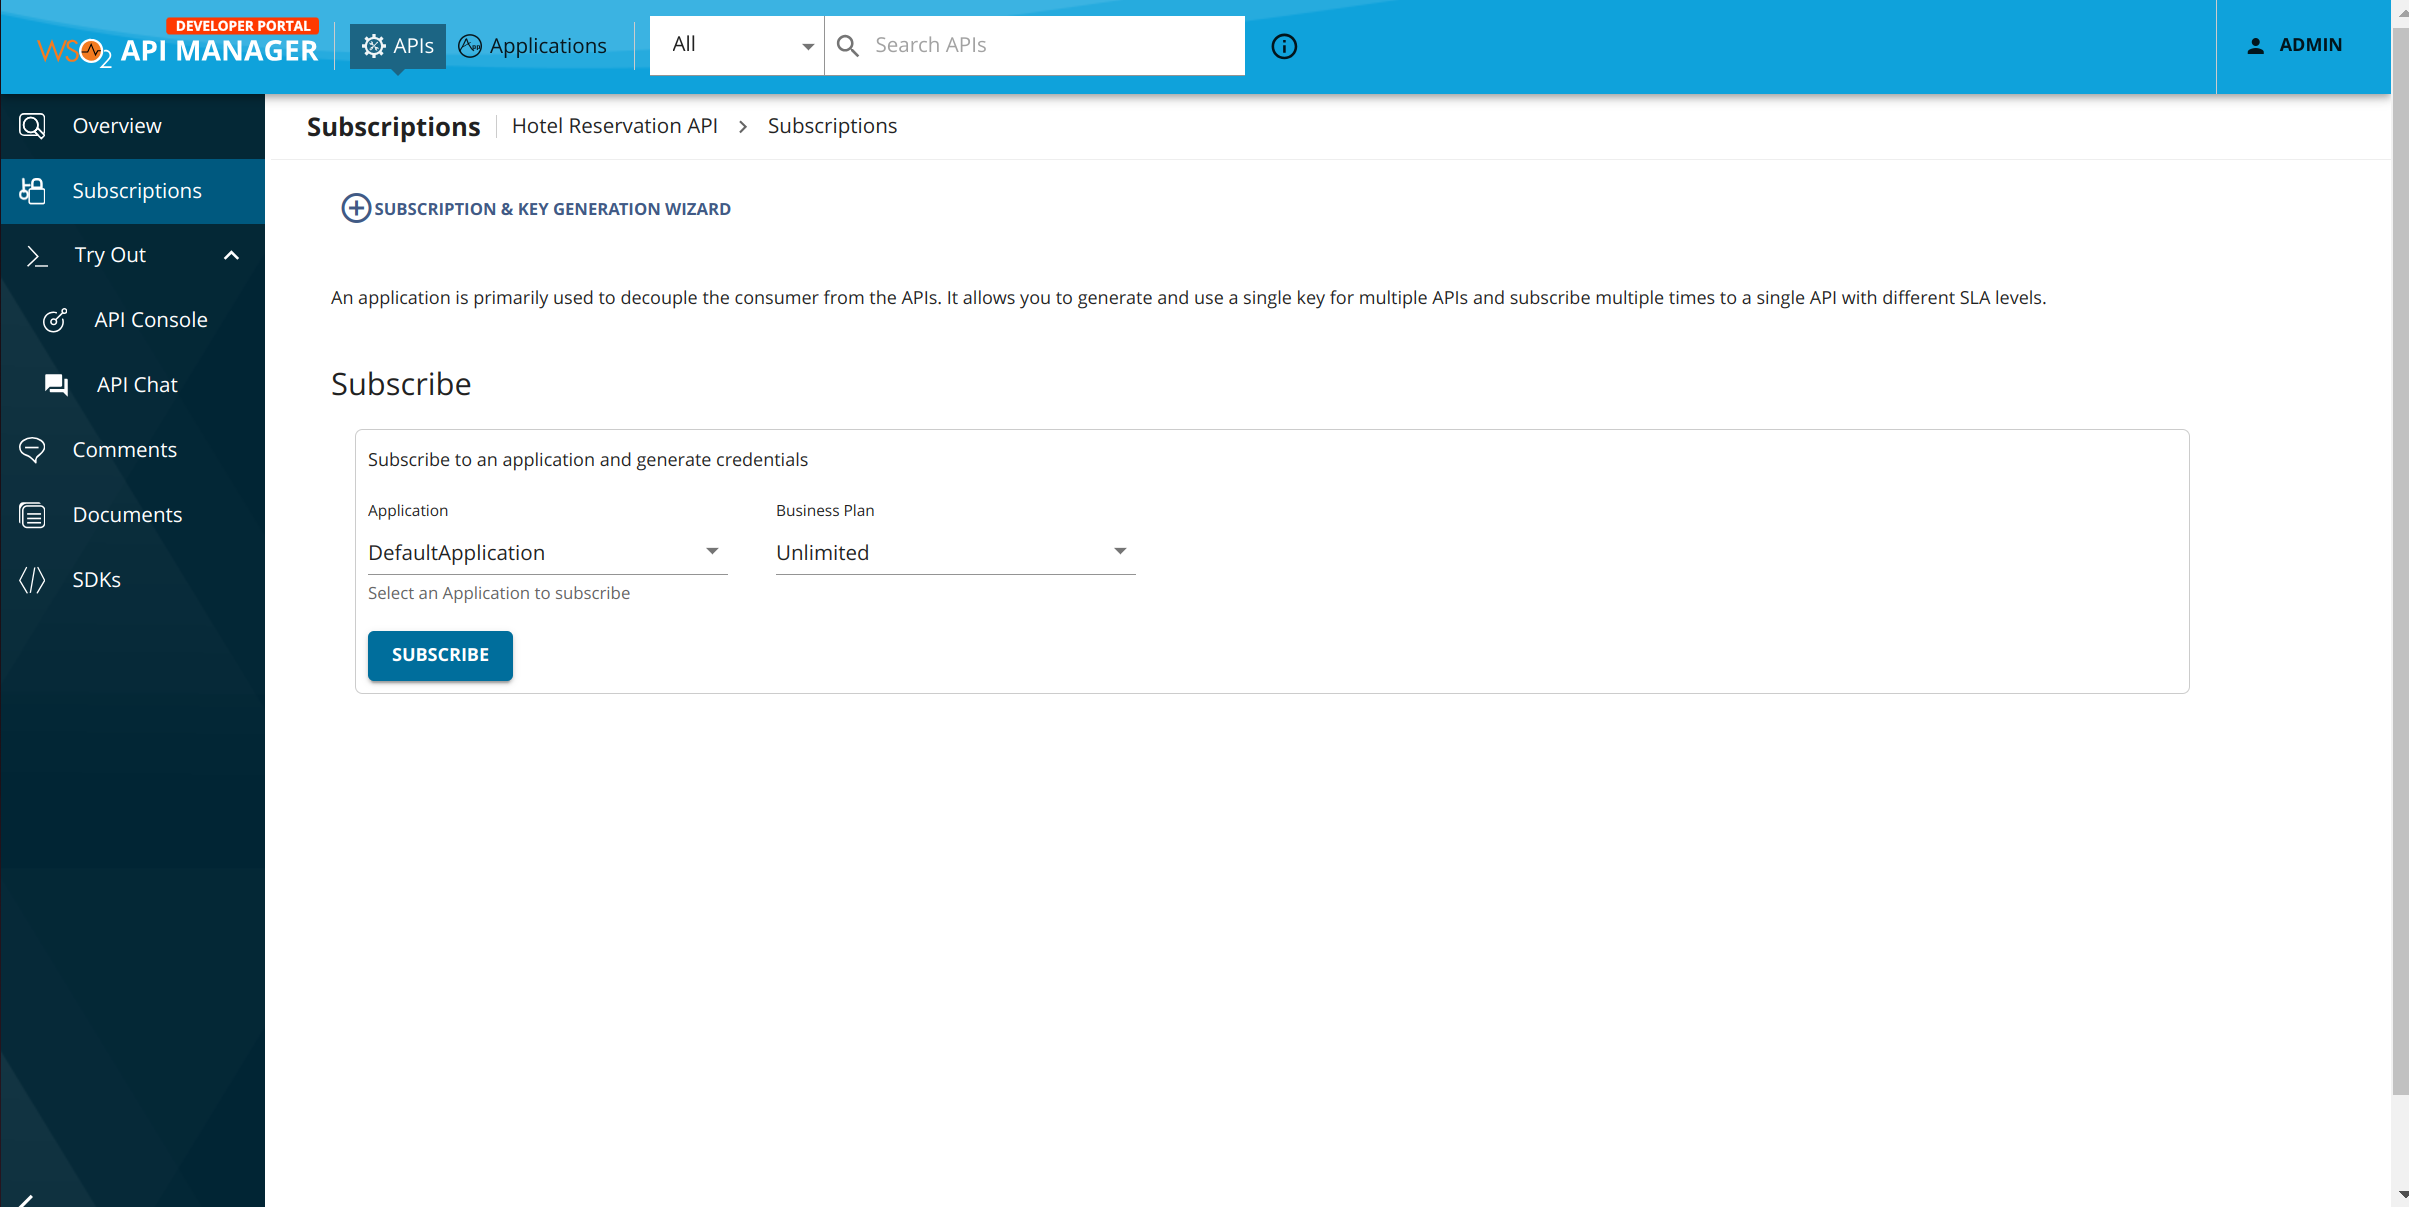 DEVELOPER PORTAL
WSO2 API MANAGER
APIs
Applications
All
Search APIs
ADMIN
Overview
Subscriptions
Try Out
API Console
API Chat
Comments
Documents
SDKs
Subscriptions
Hotel Reservation API > Subscriptions
SUBSCRIPTION & KEY GENERATION WIZARD
An application is primarily used to decouple the consumer from the APIs. It allows you to generate and use a single key for multiple APIs and subscribe multiple times to a single API with different SLA levels.
Subscribe
Subscribe to an application and generate credentials
Application
Business Plan
DefaultApplication
Unlimited
Select an Application to subscribe
SUBSCRIBE